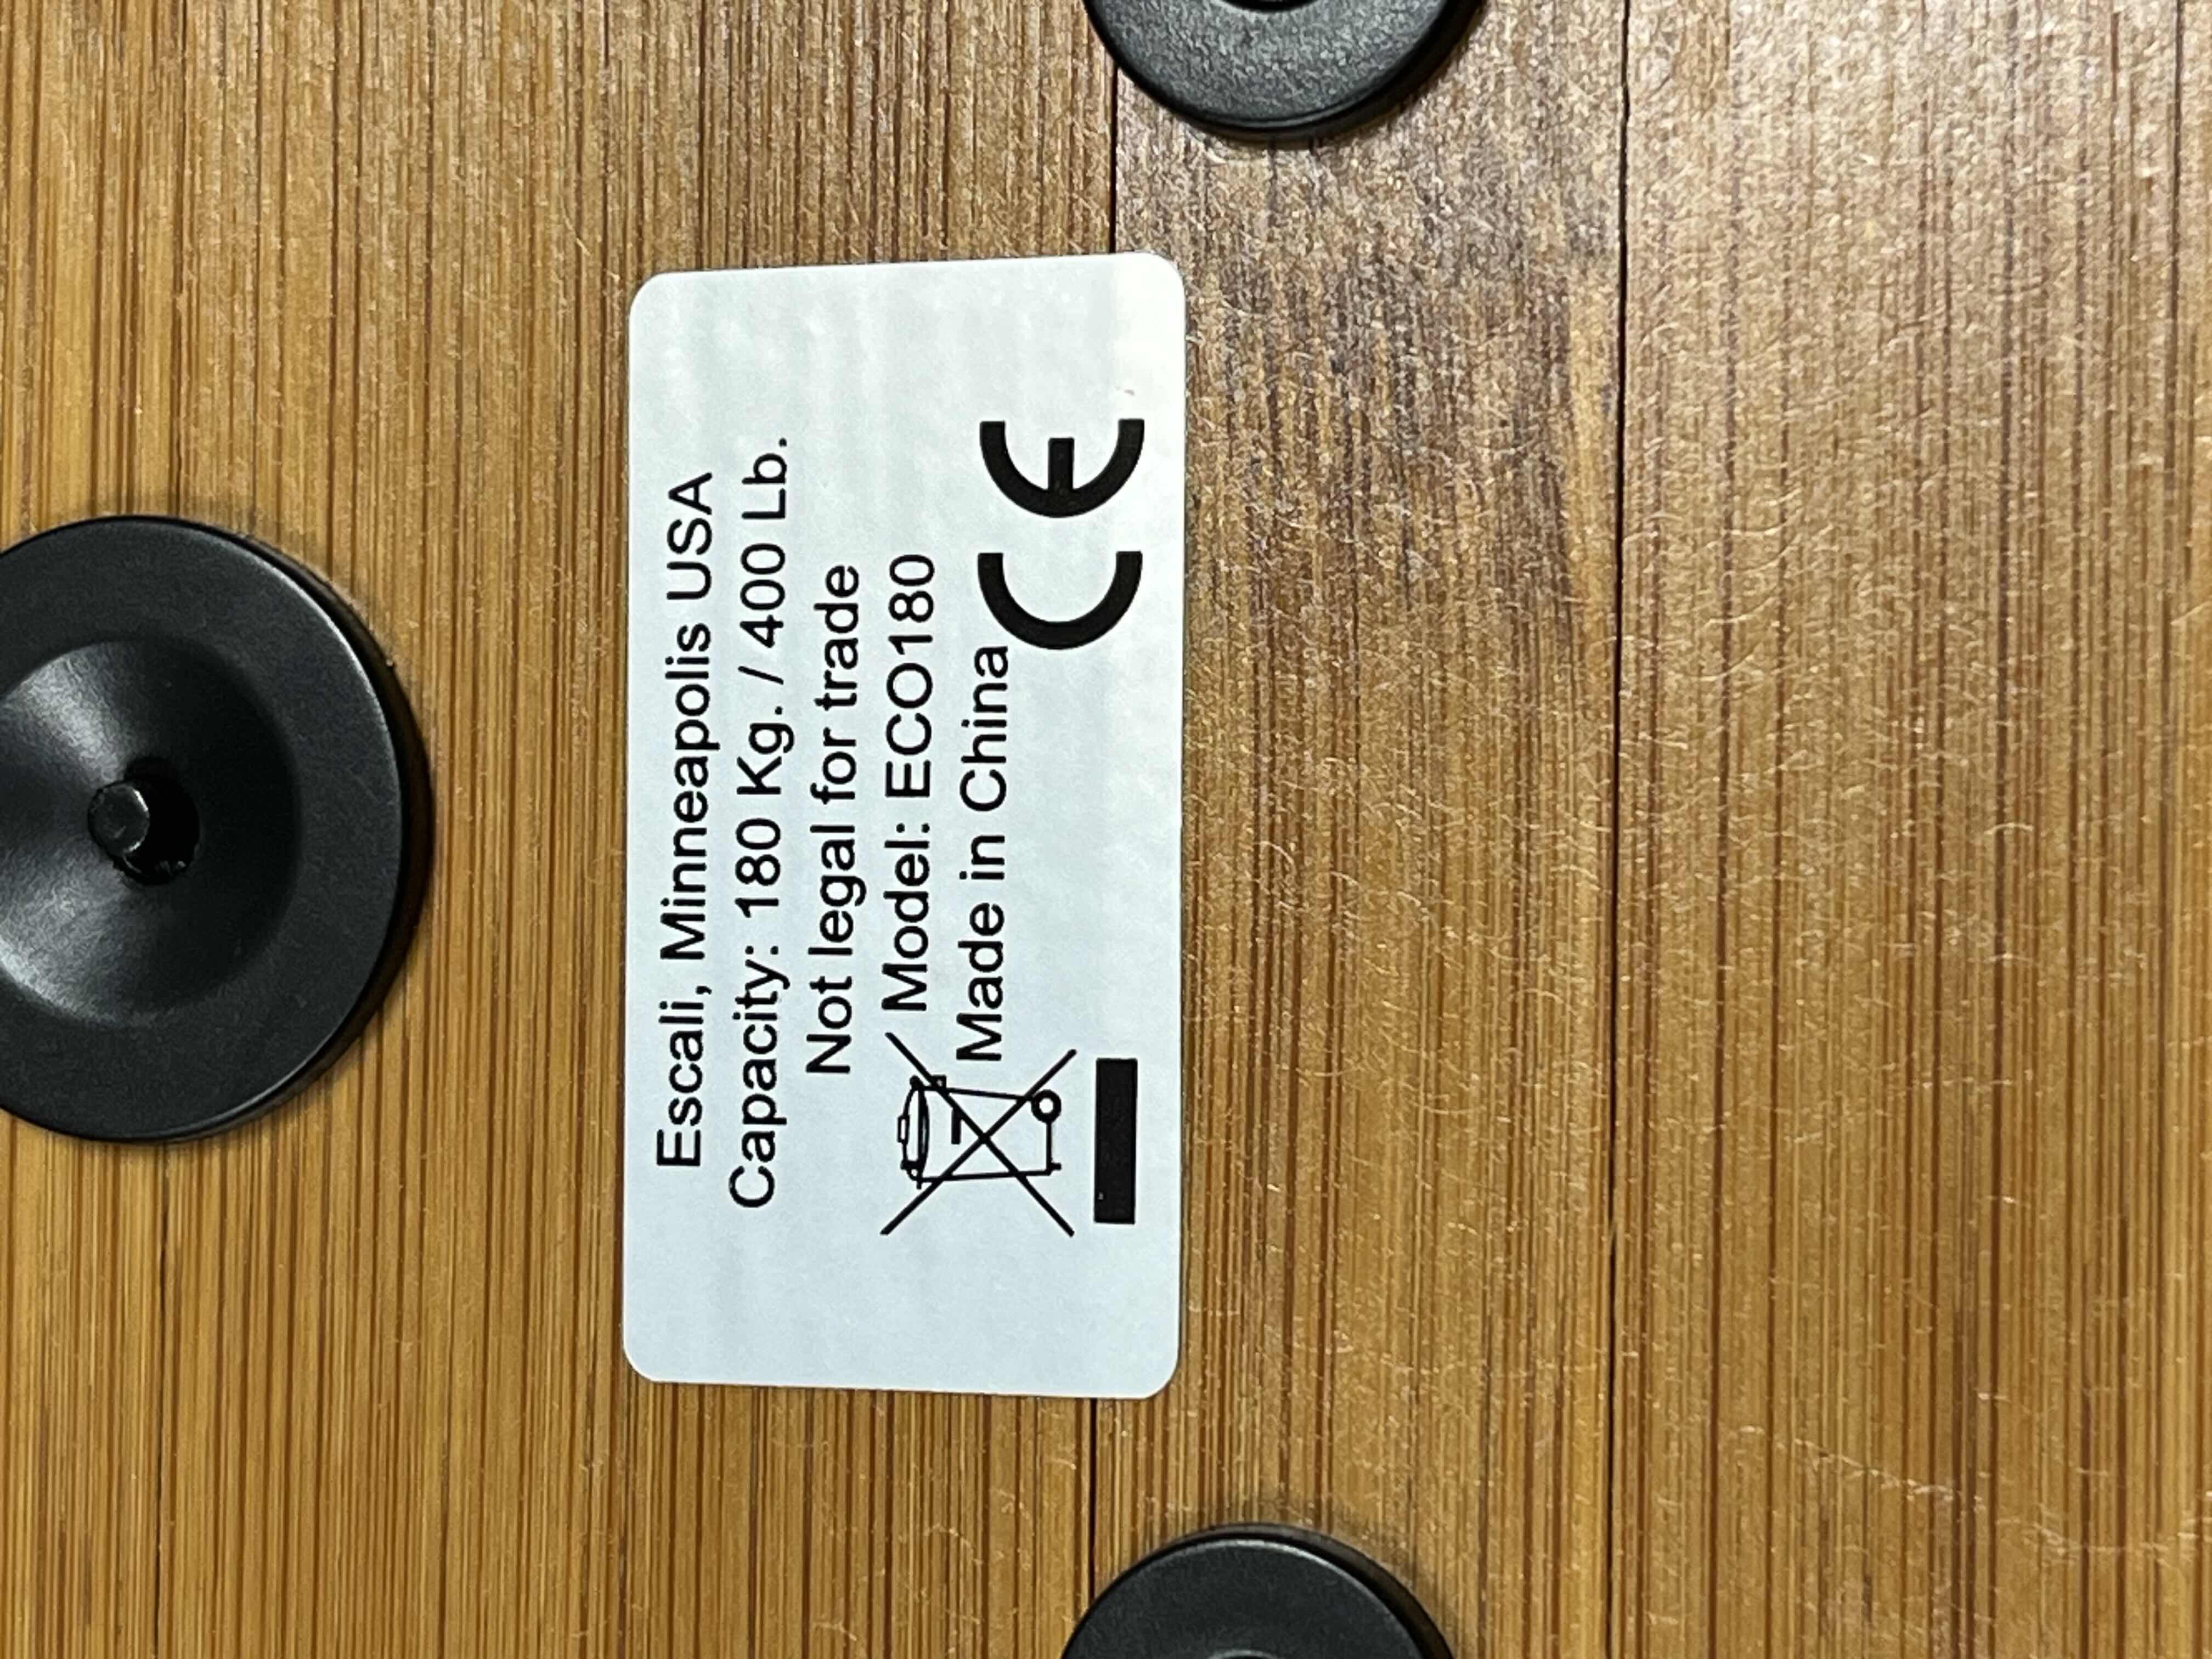 Escali, Minneapolis USA
Capacity: 180 Kg. / 400 Lb.
Not legal for trade
Model: ECO180
Made in China
CE